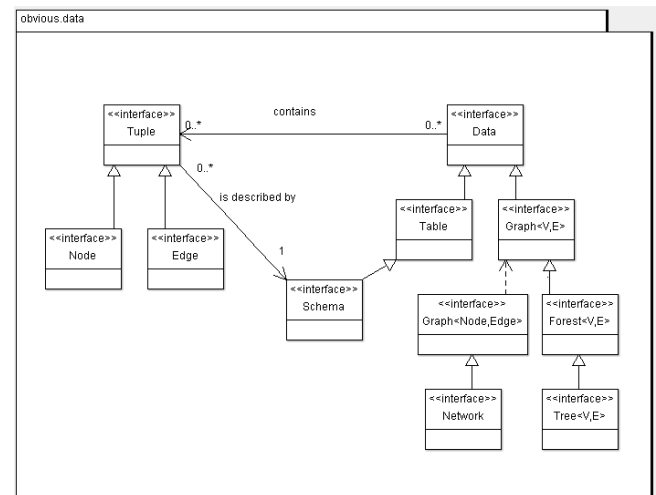 obvious.data
<<interface>>
Tuple
contains
0..*
0..*
<<interface>>
Data
0..*
is described by
1
<<interface>>
Node
<<interface>>
Edge
<<interface>>
Table
<<interface>>
Graph<V,E>
<<interface>>
Schema
<<interface>>
Graph<Node,Edge>
<<interface>>
Forest<V,E>
<<interface>>
Network
<<interface>>
Tree<V,E>